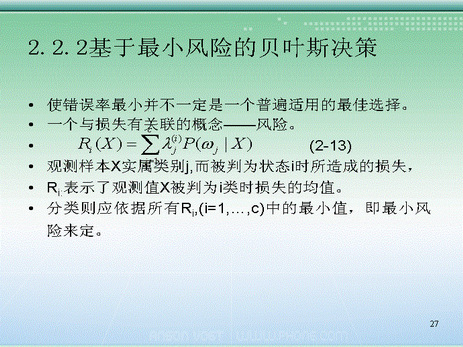 2.2.2基于最小风险的贝叶斯决策
• 使错误率最小并不一定是一个普遍适用的最佳选择。
• 一个与损失有关联的概念——风险。
• R_i(X) = ∑ λ_j^(i) P(ω_j | X) (2-13)
• 观测样本X实属类别j,而被判为状态i时所造成的损失，
• R_i,表示了观测值X被判为i类时损失的均值。
• 分类则应依据所有R_i,(i=1,…,c)中的最小值，即最小风
险来定。
27